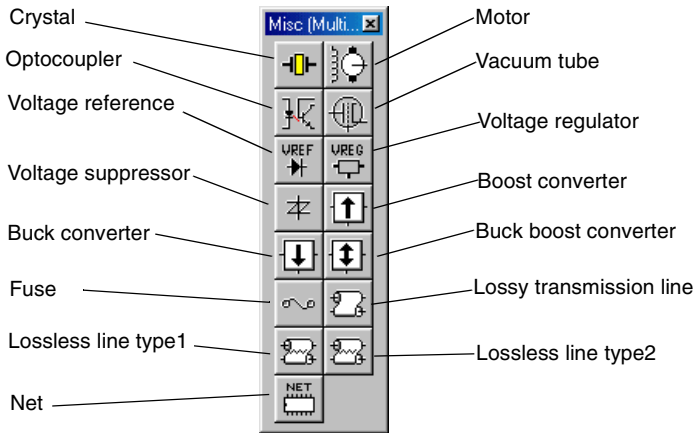 Crystal
Misc (Multi...
Motor
Optocoupler
Vacuum tube
Voltage reference
VREF
VREG
Voltage regulator
Voltage suppressor
Boost converter
Buck converter
Buck boost converter
Fuse
Lossy transmission line
Lossless line type1
Lossless line type2
Net
NET